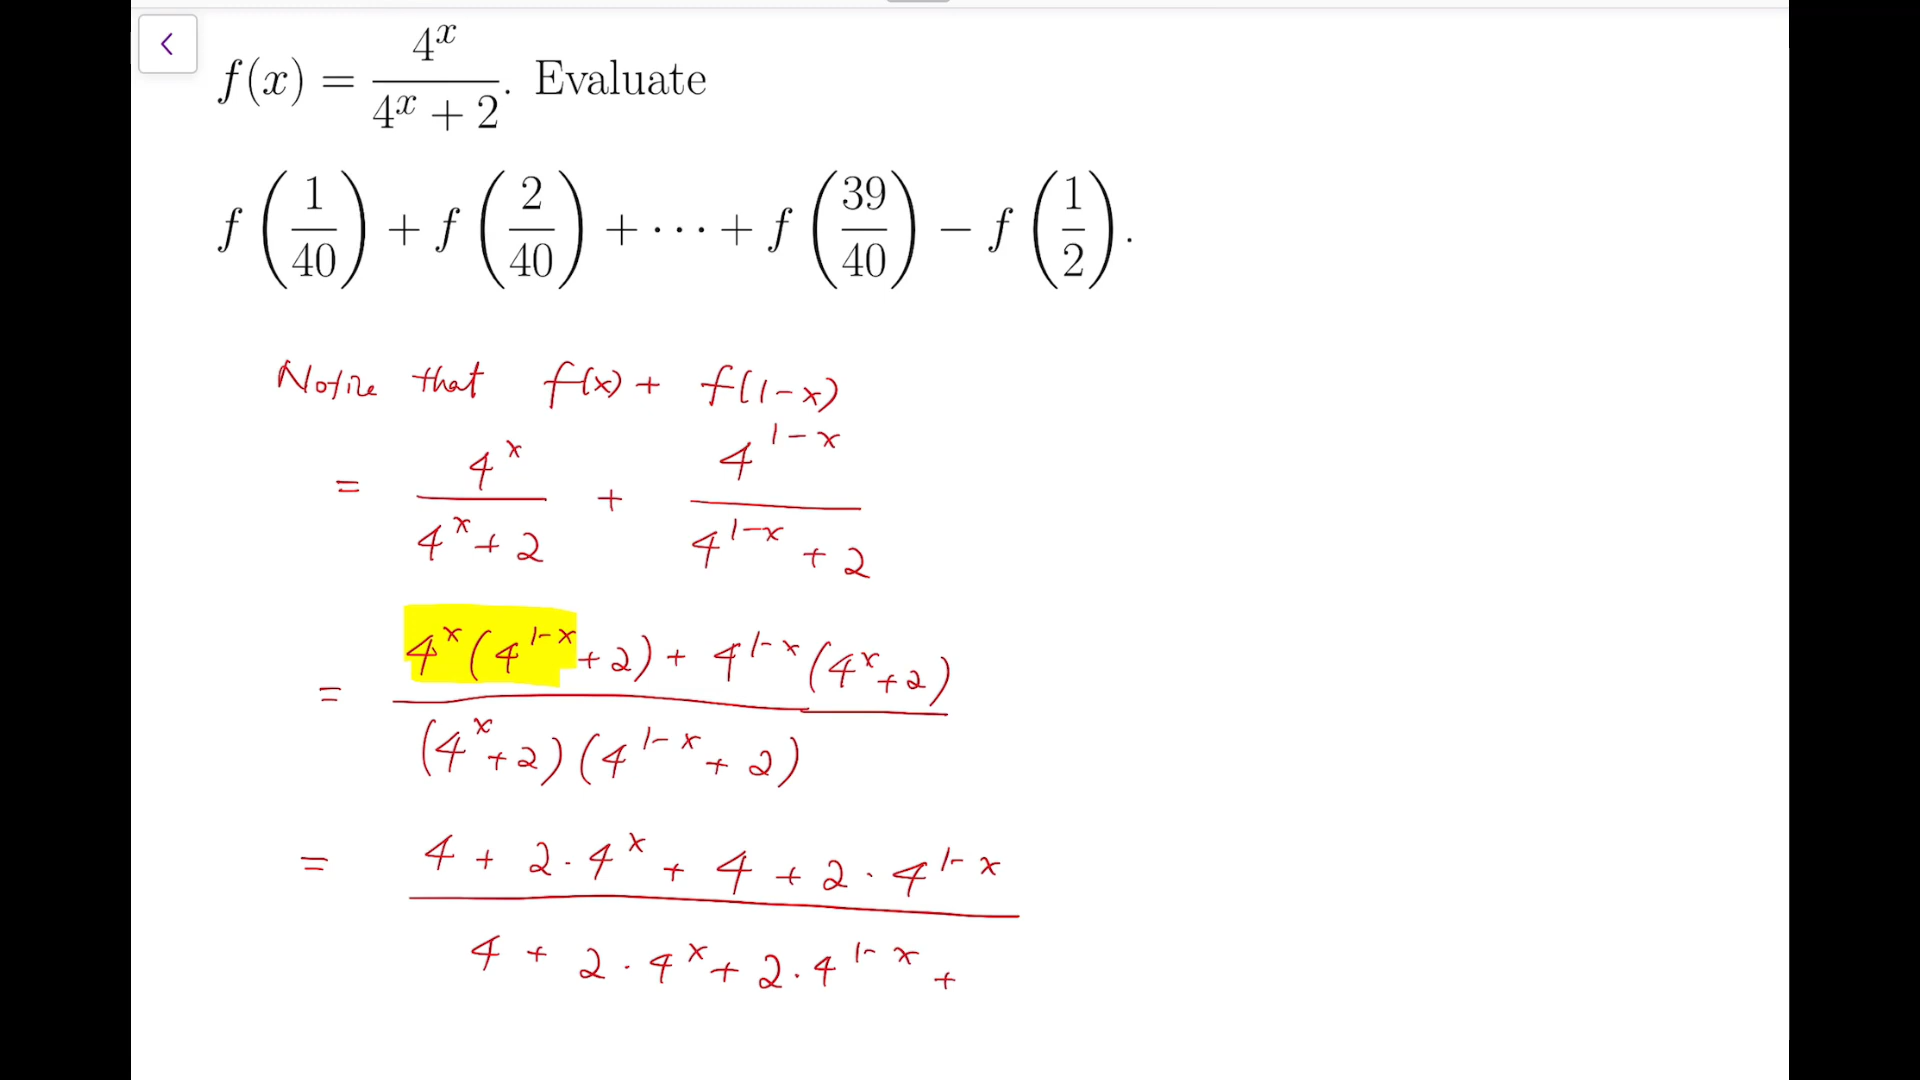 f(x) = 4^x / (4^x + 2). Evaluate
f(1/40) + f(2/40) + ··· + f(39/40) − f(1/2).
Notice that f(x) + f(1-x)
= 4^x / (4^x + 2) + 4^(1-x) / (4^(1-x) + 2)
= (4^x (4^(1-x) + 2) + 4^(1-x) (4^x + 2)) / ((4^x + 2)(4^(1-x) + 2))
= (4 + 2·4^x + 4 + 2·4^(1-x)) / (4 + 2·4^x + 2·4^(1-x) +